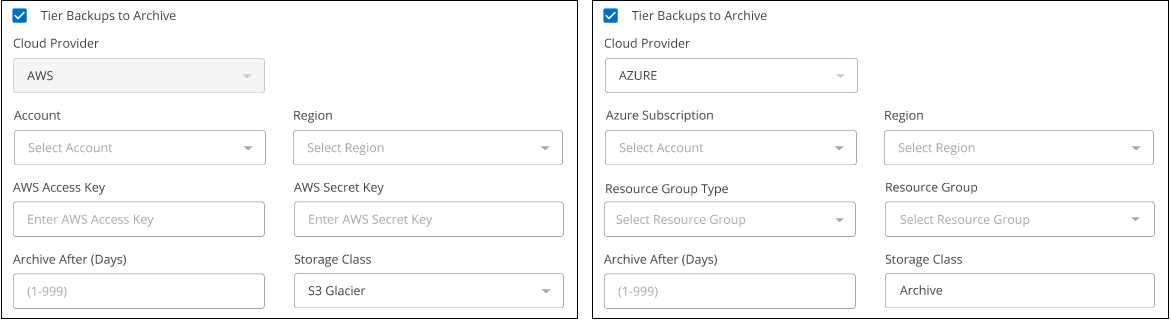 Tier Backups to Archive
Cloud Provider
AWS
Account Region
Select Account Select Region
AWS Access Key AWS Secret Key
Enter AWS Access Key Enter AWS Secret Key
Archive After (Days) Storage Class
(1-999) S3 Glacier
Tier Backups to Archive
Cloud Provider
AZURE
Azure Subscription Region
Select Account Select Region
Resource Group Type Resource Group
Select Resource Group Select Resource Group
Archive After (Days) Storage Class
(1-999) Archive